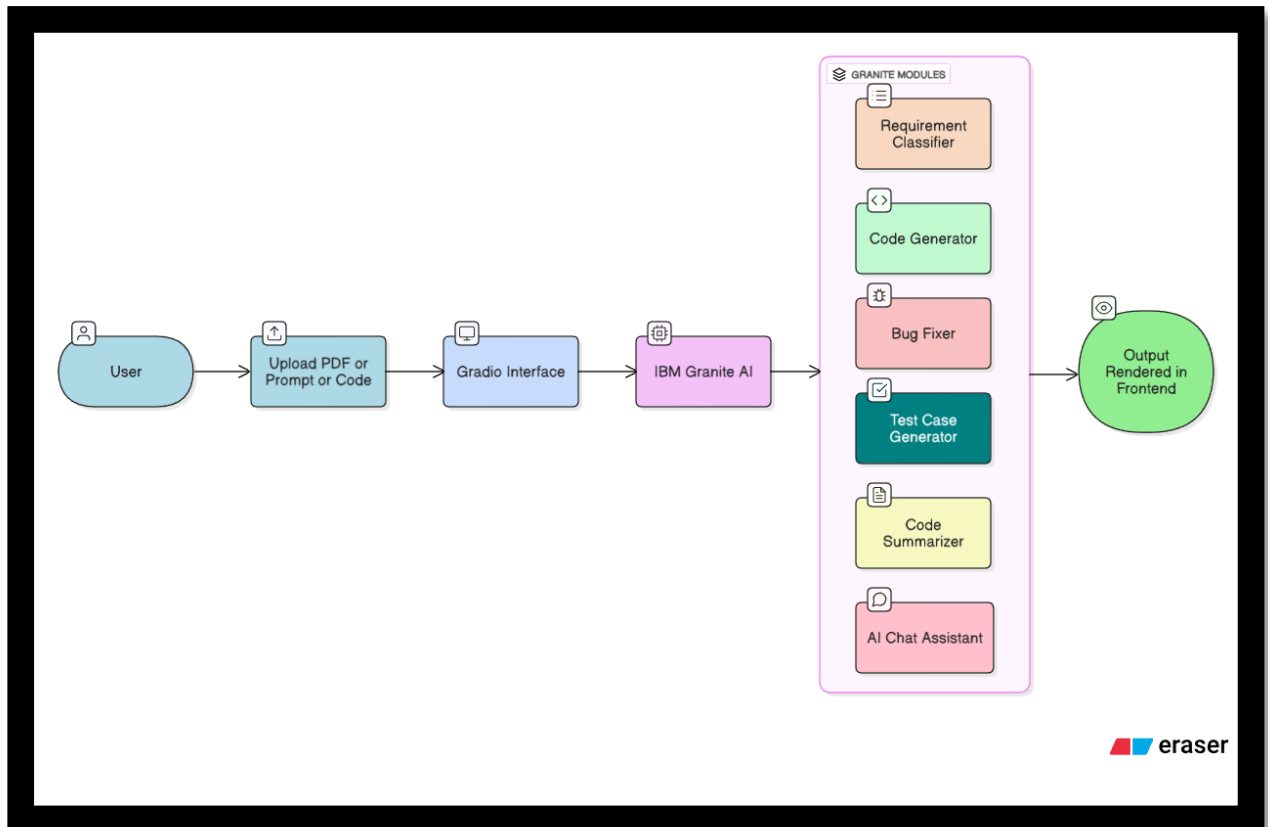 GRANITE MODULES
Requirement
Classifier
Code Generator
Bug Fixer
User
Upload PDF or
Prompt or Code
Gradio Interface
IBM Granite AI
Output
Rendered in
Frontend
Test Case
Generator
Code
Summarizer
AI Chat Assistant
eraser